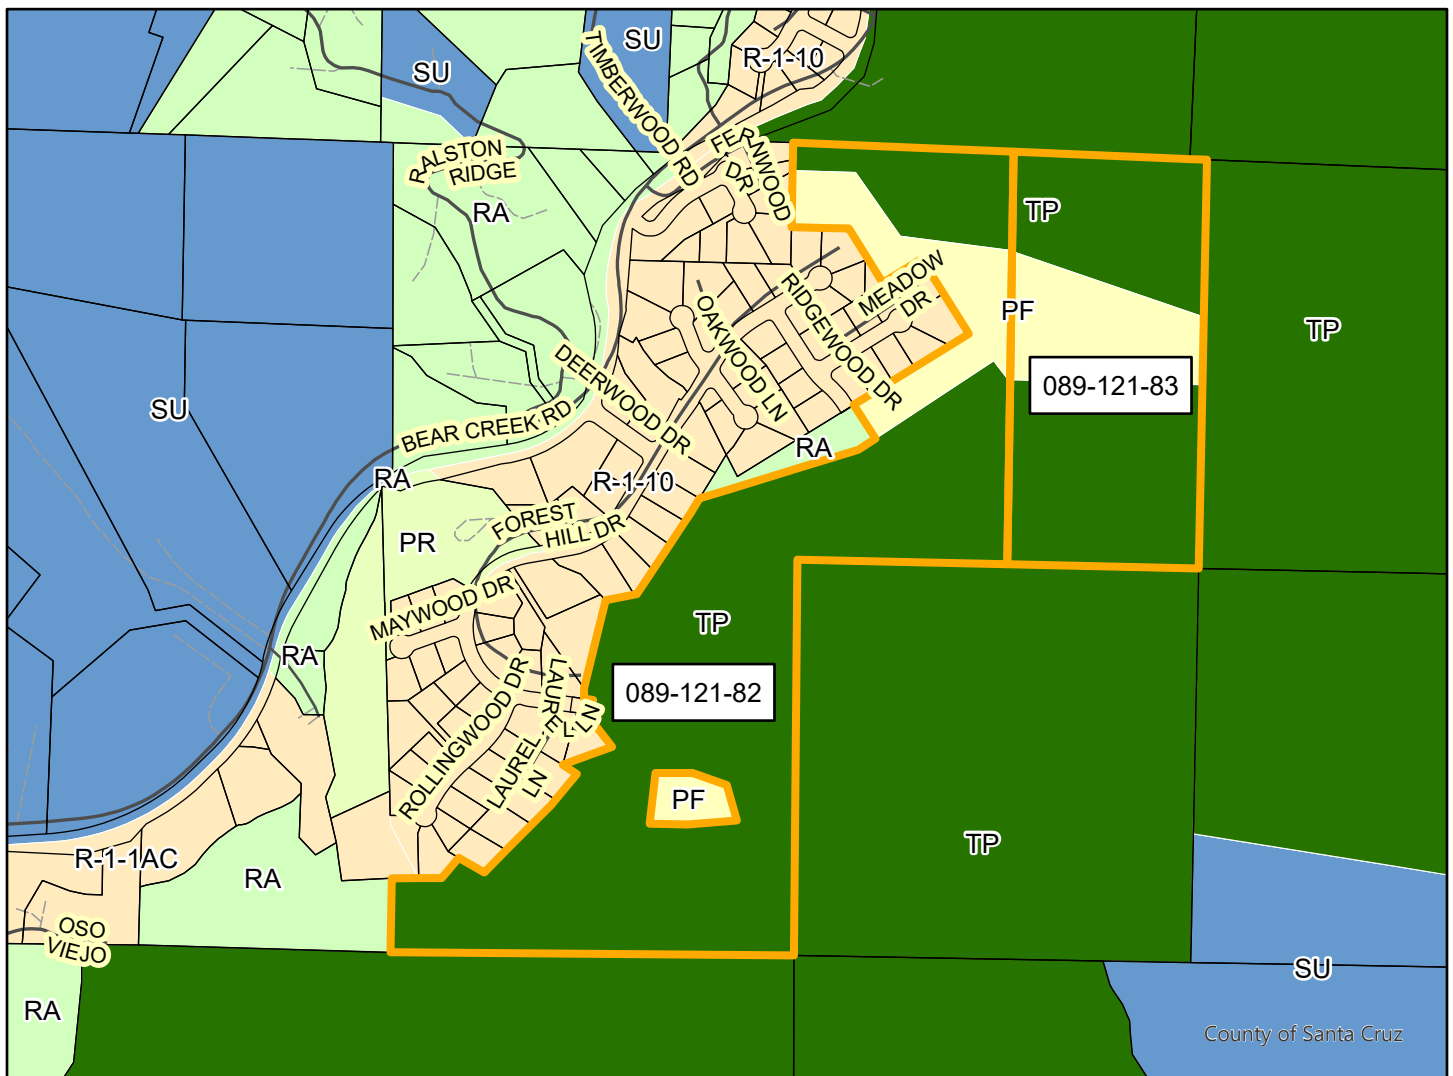 SU
R-1-10
SU
TIMBERWOOD RD
FERNWOOD
DR
RALSTON
RIDGE
RA
TP
MEADOW
DR
PF
RIDGEWOOD DR
TP
OAKWOOD LN
DEERWOOD DR
089-121-83
SU
BEAR CREEK RD
RA
RA
R-1-10
FOREST
HILL DR
PR
MAYWOOD DR
TP
RA
LAUREL
LN
089-121-82
ROLLINGWOOD DR
LAUREL
LN
PF
TP
R-1-1AC
RA
OSO
VIEJO
SU
RA
County of Santa Cruz